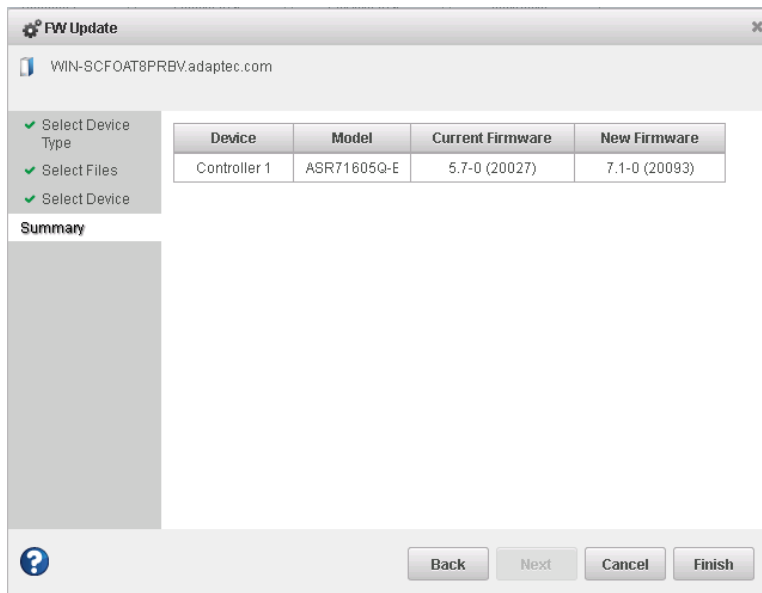 FW Update
WIN-SCFOAT8PRBV.adaptec.com
Select Device
Type
Select Files
Select Device
Summary
Device Model Current Firmware New Firmware
Controller 1 ASR71605Q-E 5.7-0 (20027) 7.1-0 (20093)
? Back Next Cancel Finish